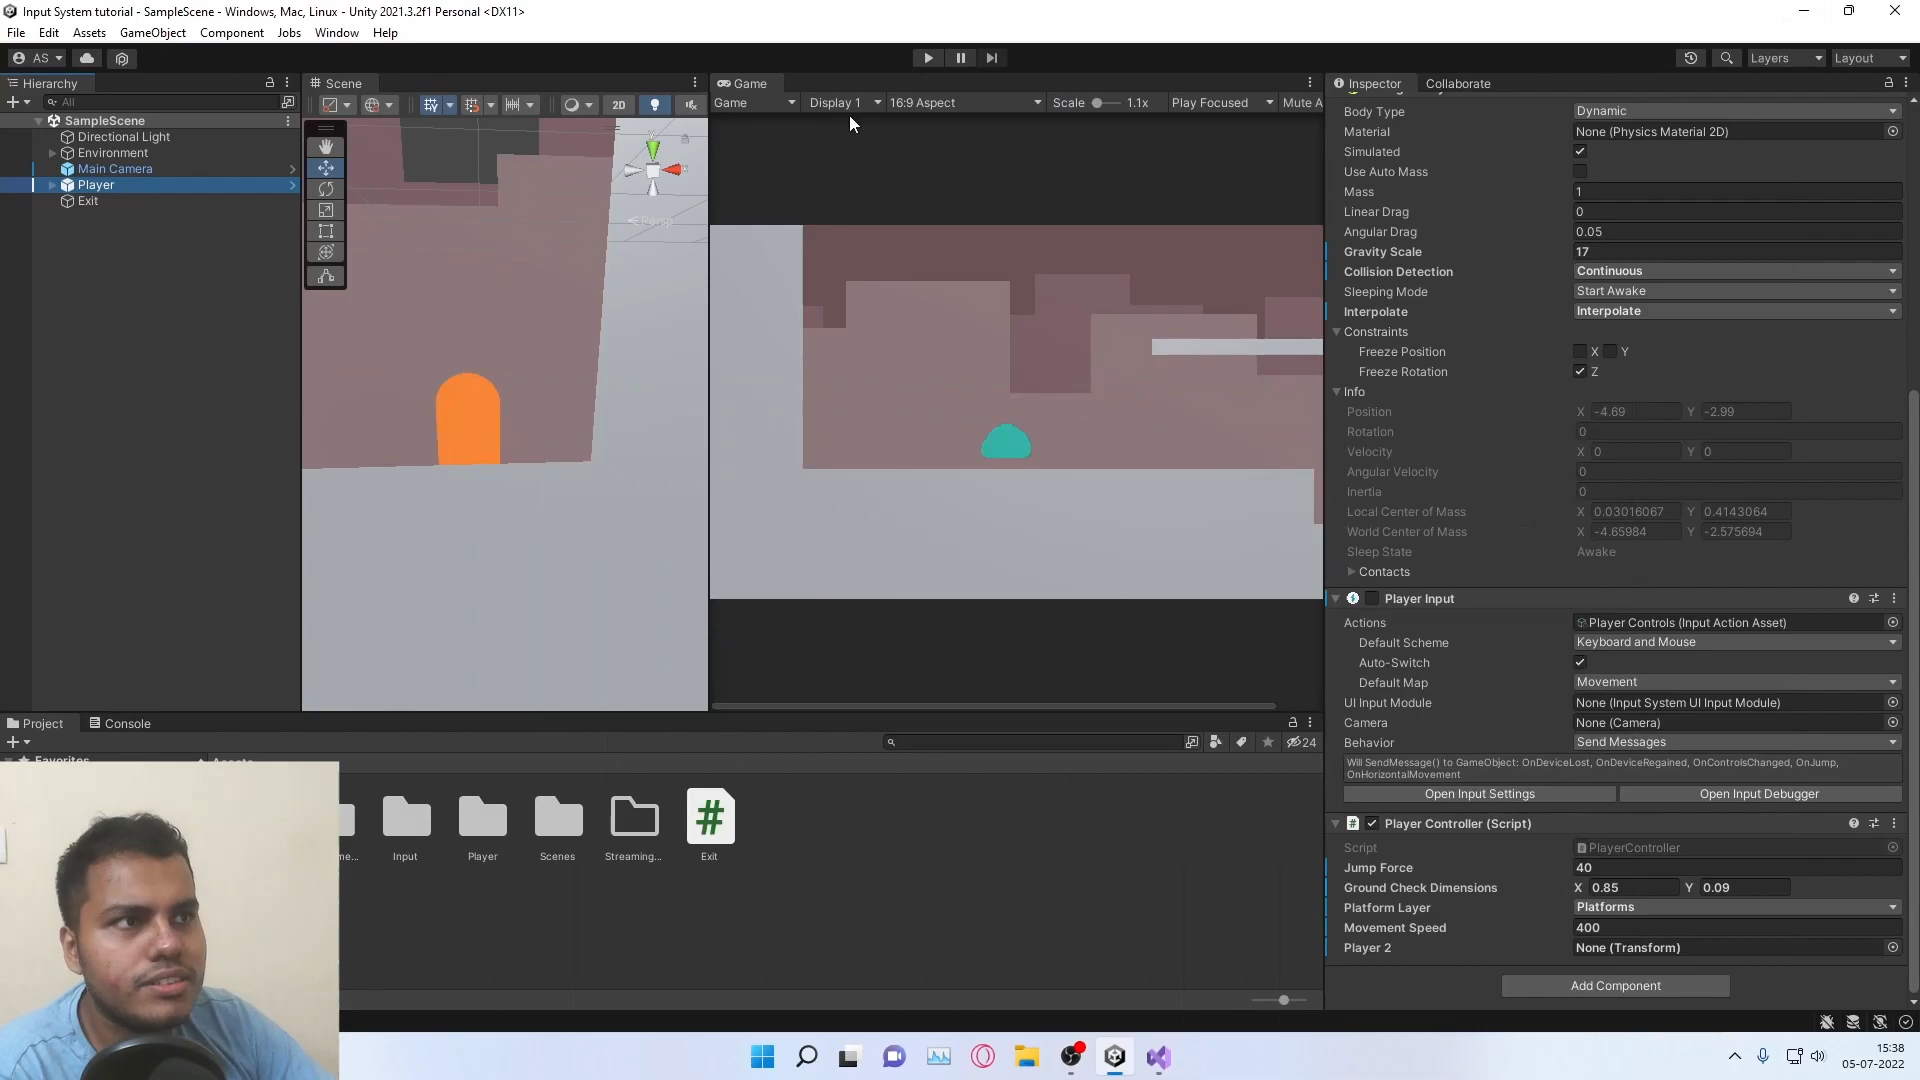 Input System tutorial - SampleScene - Windows, Mac, Linux - Unity 2021.3.2f1 Personal <DX11>
File Edit Assets GameObject Component Jobs Window Help
AS Layers Layout
Hierarchy Scene Game Inspector Collaborate
All 2D Game Display 1 16:9 Aspect Scale 1.1x Play Focused Mute A
SampleScene
Directional Light
Environment
Main Camera
Player
Exit
Persp
Body Type Dynamic
Material None (Physics Material 2D)
Simulated
Use Auto Mass
Mass 1
Linear Drag 0
Angular Drag 0.05
Gravity Scale 17
Collision Detection Continuous
Sleeping Mode Start Awake
Interpolate Interpolate
Constraints
Freeze Position X Y
Freeze Rotation Z
Info
Position X -4.69 Y -2.99
Rotation 0
Velocity X 0 Y 0
Angular Velocity 0
Inertia 0
Local Center of Mass X 0.03016067 Y 0.4143064
World Center of Mass X -4.65984 Y -2.575694
Sleep State Awake
Contacts
Player Input
Actions Player Controls (Input Action Asset)
Default Scheme Keyboard and Mouse
Auto-Switch
Default Map Movement
UI Input Module None (Input System UI Input Module)
Camera None (Camera)
Behavior Send Messages
Will SendMessage() to GameObject: OnDeviceLost, OnDeviceRegained, OnControlsChanged, OnJump,
OnHorizontalMovement
Open Input Settings Open Input Debugger
Player Controller (Script)
Script PlayerController
Jump Force 40
Ground Check Dimensions X 0.85 Y 0.09
Platform Layer Platforms
Movement Speed 400
Player 2 None (Transform)
Add Component
Project Console
24
me... Input Player Scenes Streaming... Exit
#
15:38
05-07-2022